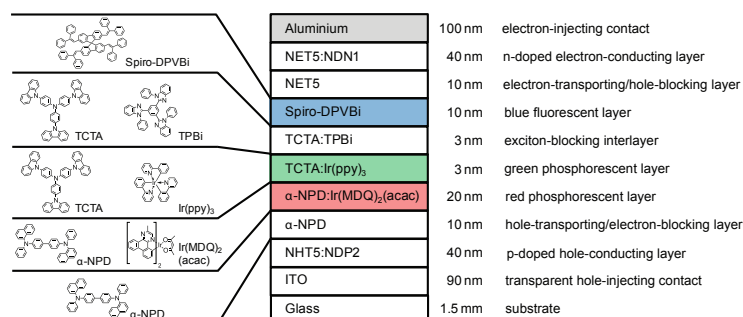 Spiro-DPVBi
TCTA TPBi
TCTA Ir(ppy)₃
α-NPD [ Ir ]₂ Ir(MDQ)₂
(acac)
α-NPD
Aluminium 100 nm electron-injecting contact
NET5:NDN1 40 nm n-doped electron-conducting layer
NET5 10 nm electron-transporting/hole-blocking layer
Spiro-DPVBi 10 nm blue fluorescent layer
TCTA:TPBi 3 nm exciton-blocking interlayer
TCTA:Ir(ppy)₃ 3 nm green phosphorescent layer
α-NPD:Ir(MDQ)₂(acac) 20 nm red phosphorescent layer
α-NPD 10 nm hole-transporting/electron-blocking layer
NHT5:NDP2 40 nm p-doped hole-conducting layer
ITO 90 nm transparent hole-injecting contact
Glass 1.5 mm substrate